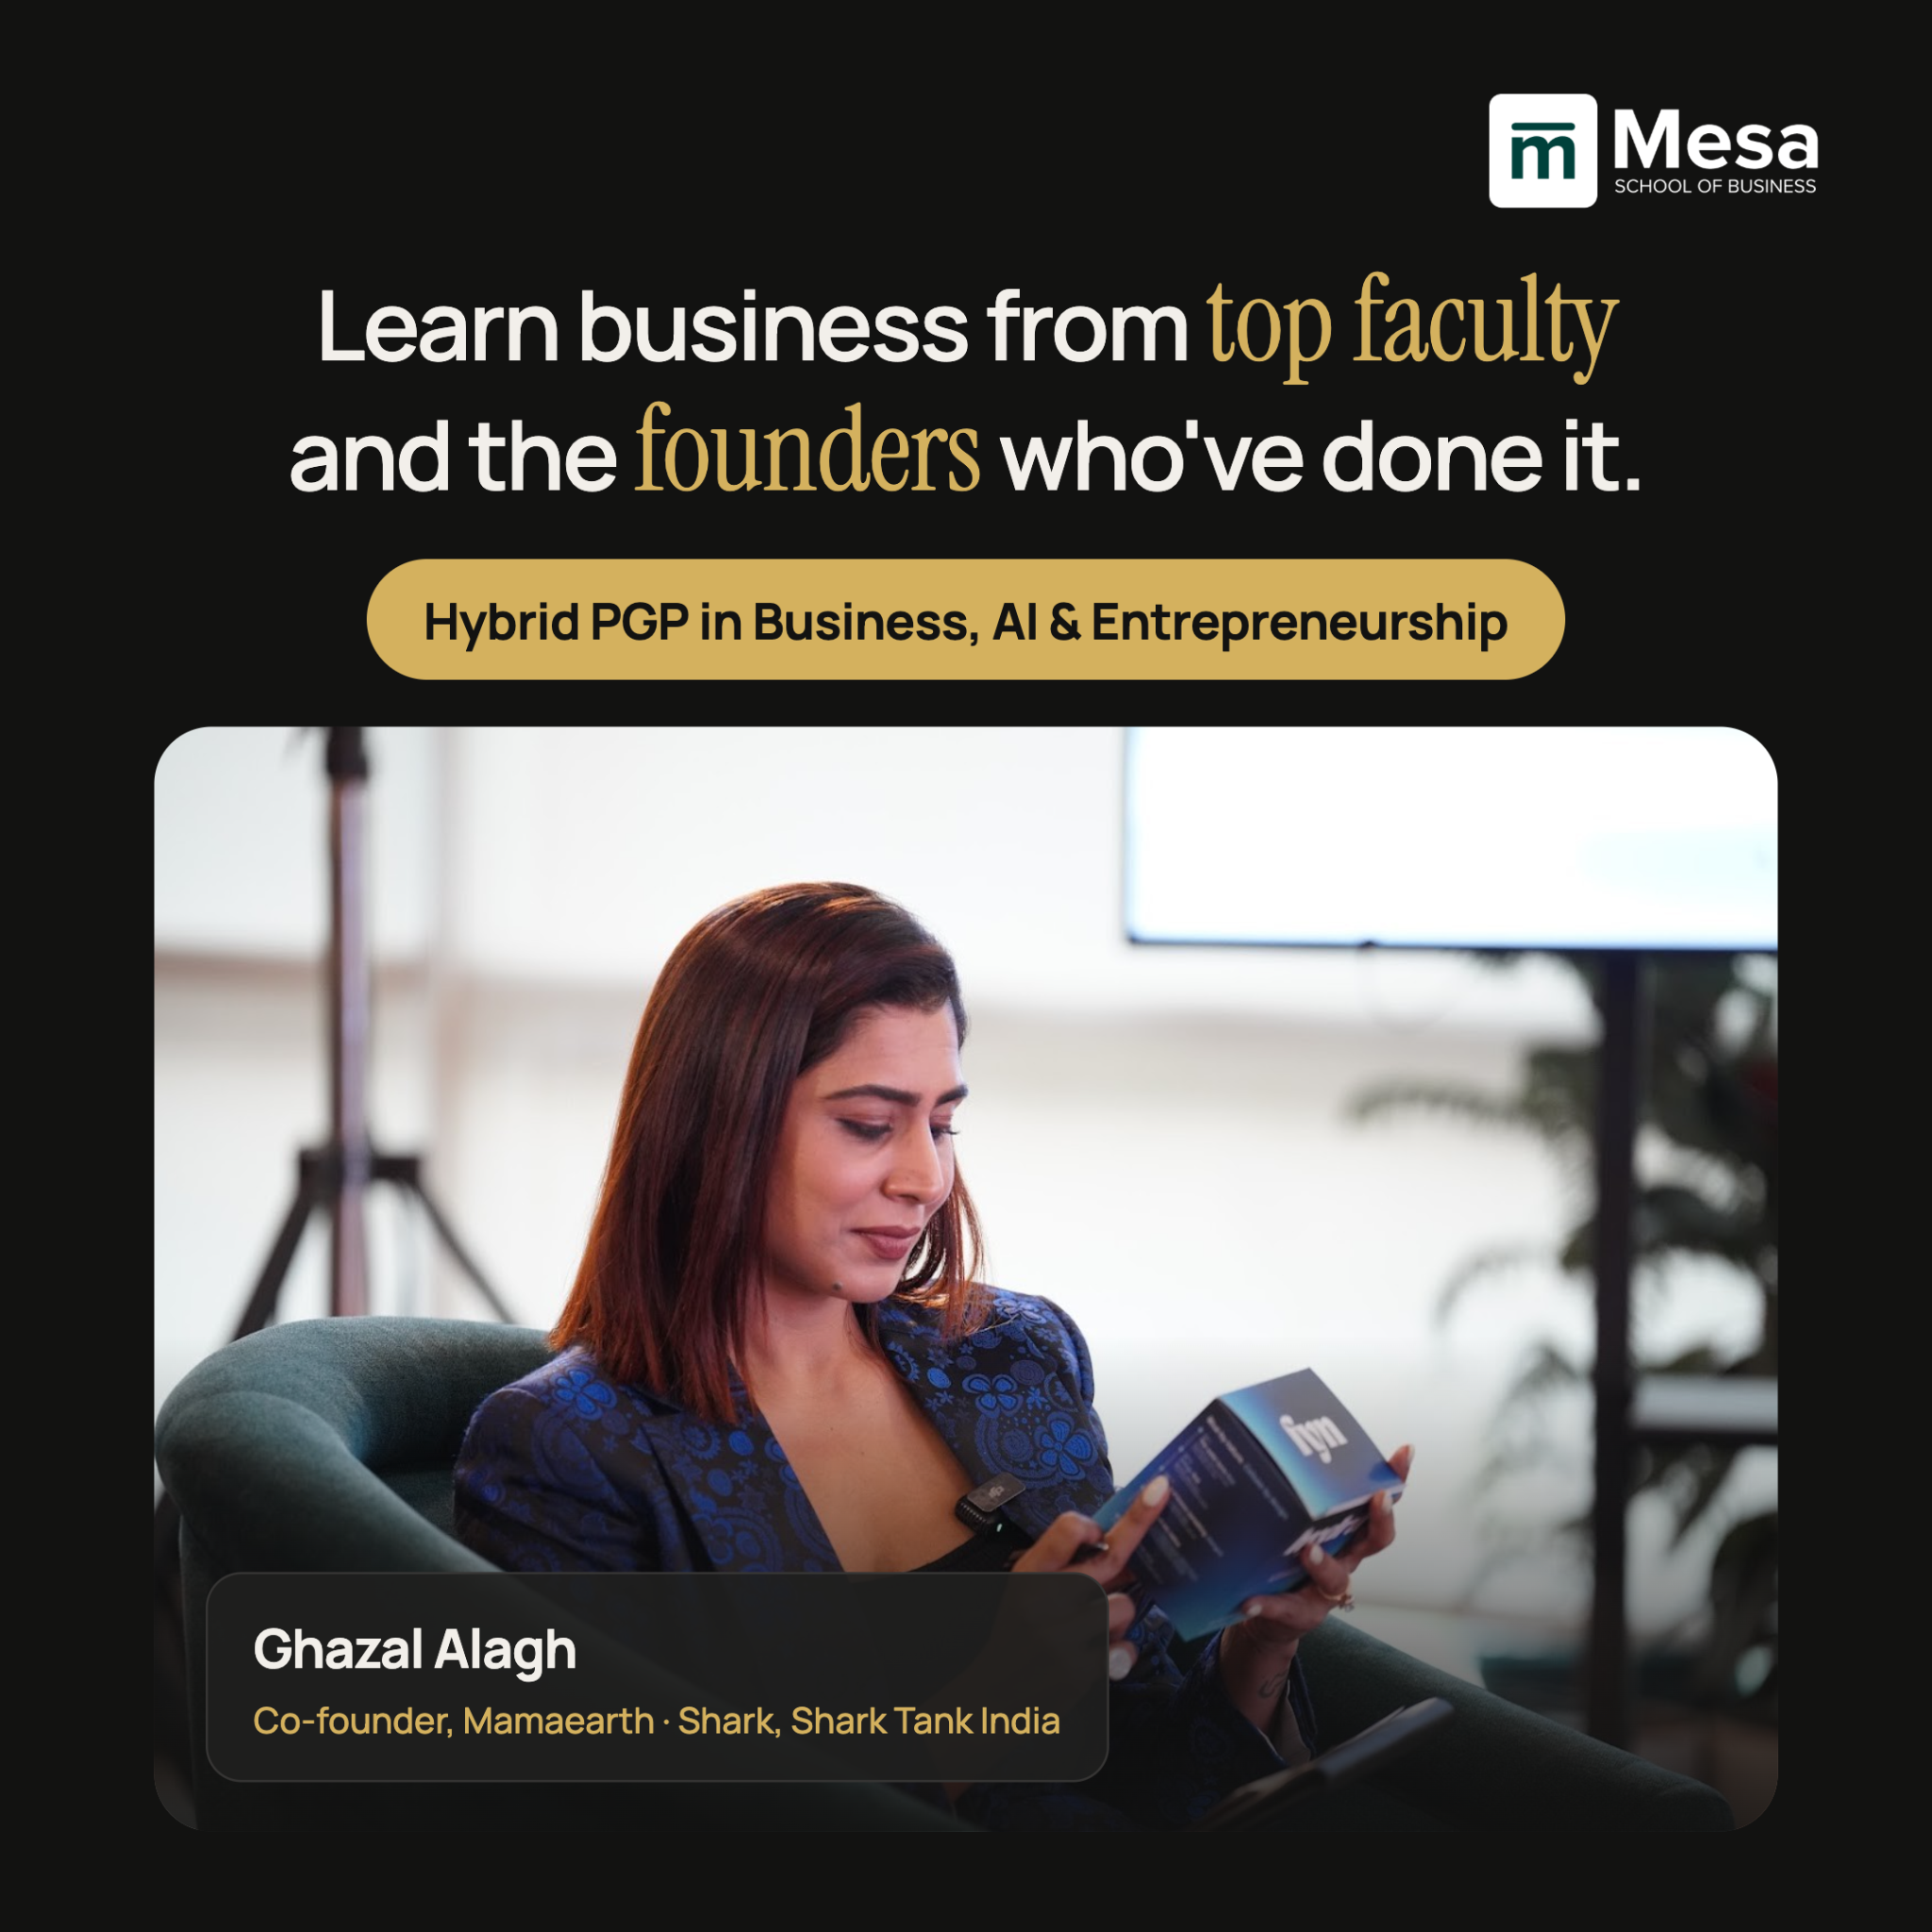 m Mesa
SCHOOL OF BUSINESS
Learn business from top faculty
and the founders who've done it.
Hybrid PGP in Business, AI & Entrepreneurship
fyn
Ghazal Alagh
Co-founder, Mamaearth · Shark, Shark Tank India